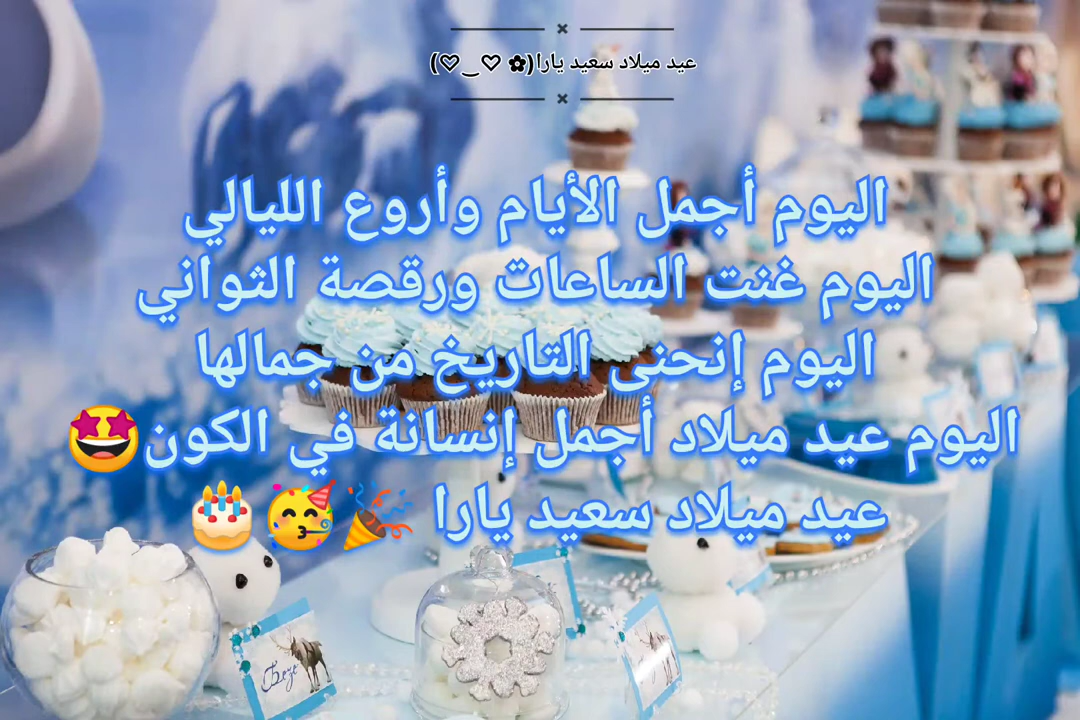 عيد ميلاد سعيد يارا(✿ ♡‿♡)
اليوم أجمل الأيام وأروع الليالي
اليوم غنت الساعات ورقصة الثواني
اليوم إنحنى التاريخ من جمالها
اليوم عيد ميلاد أجمل إنسانة في الكون🤩
عيد ميلاد سعيد يارا 🎉🥳🎂